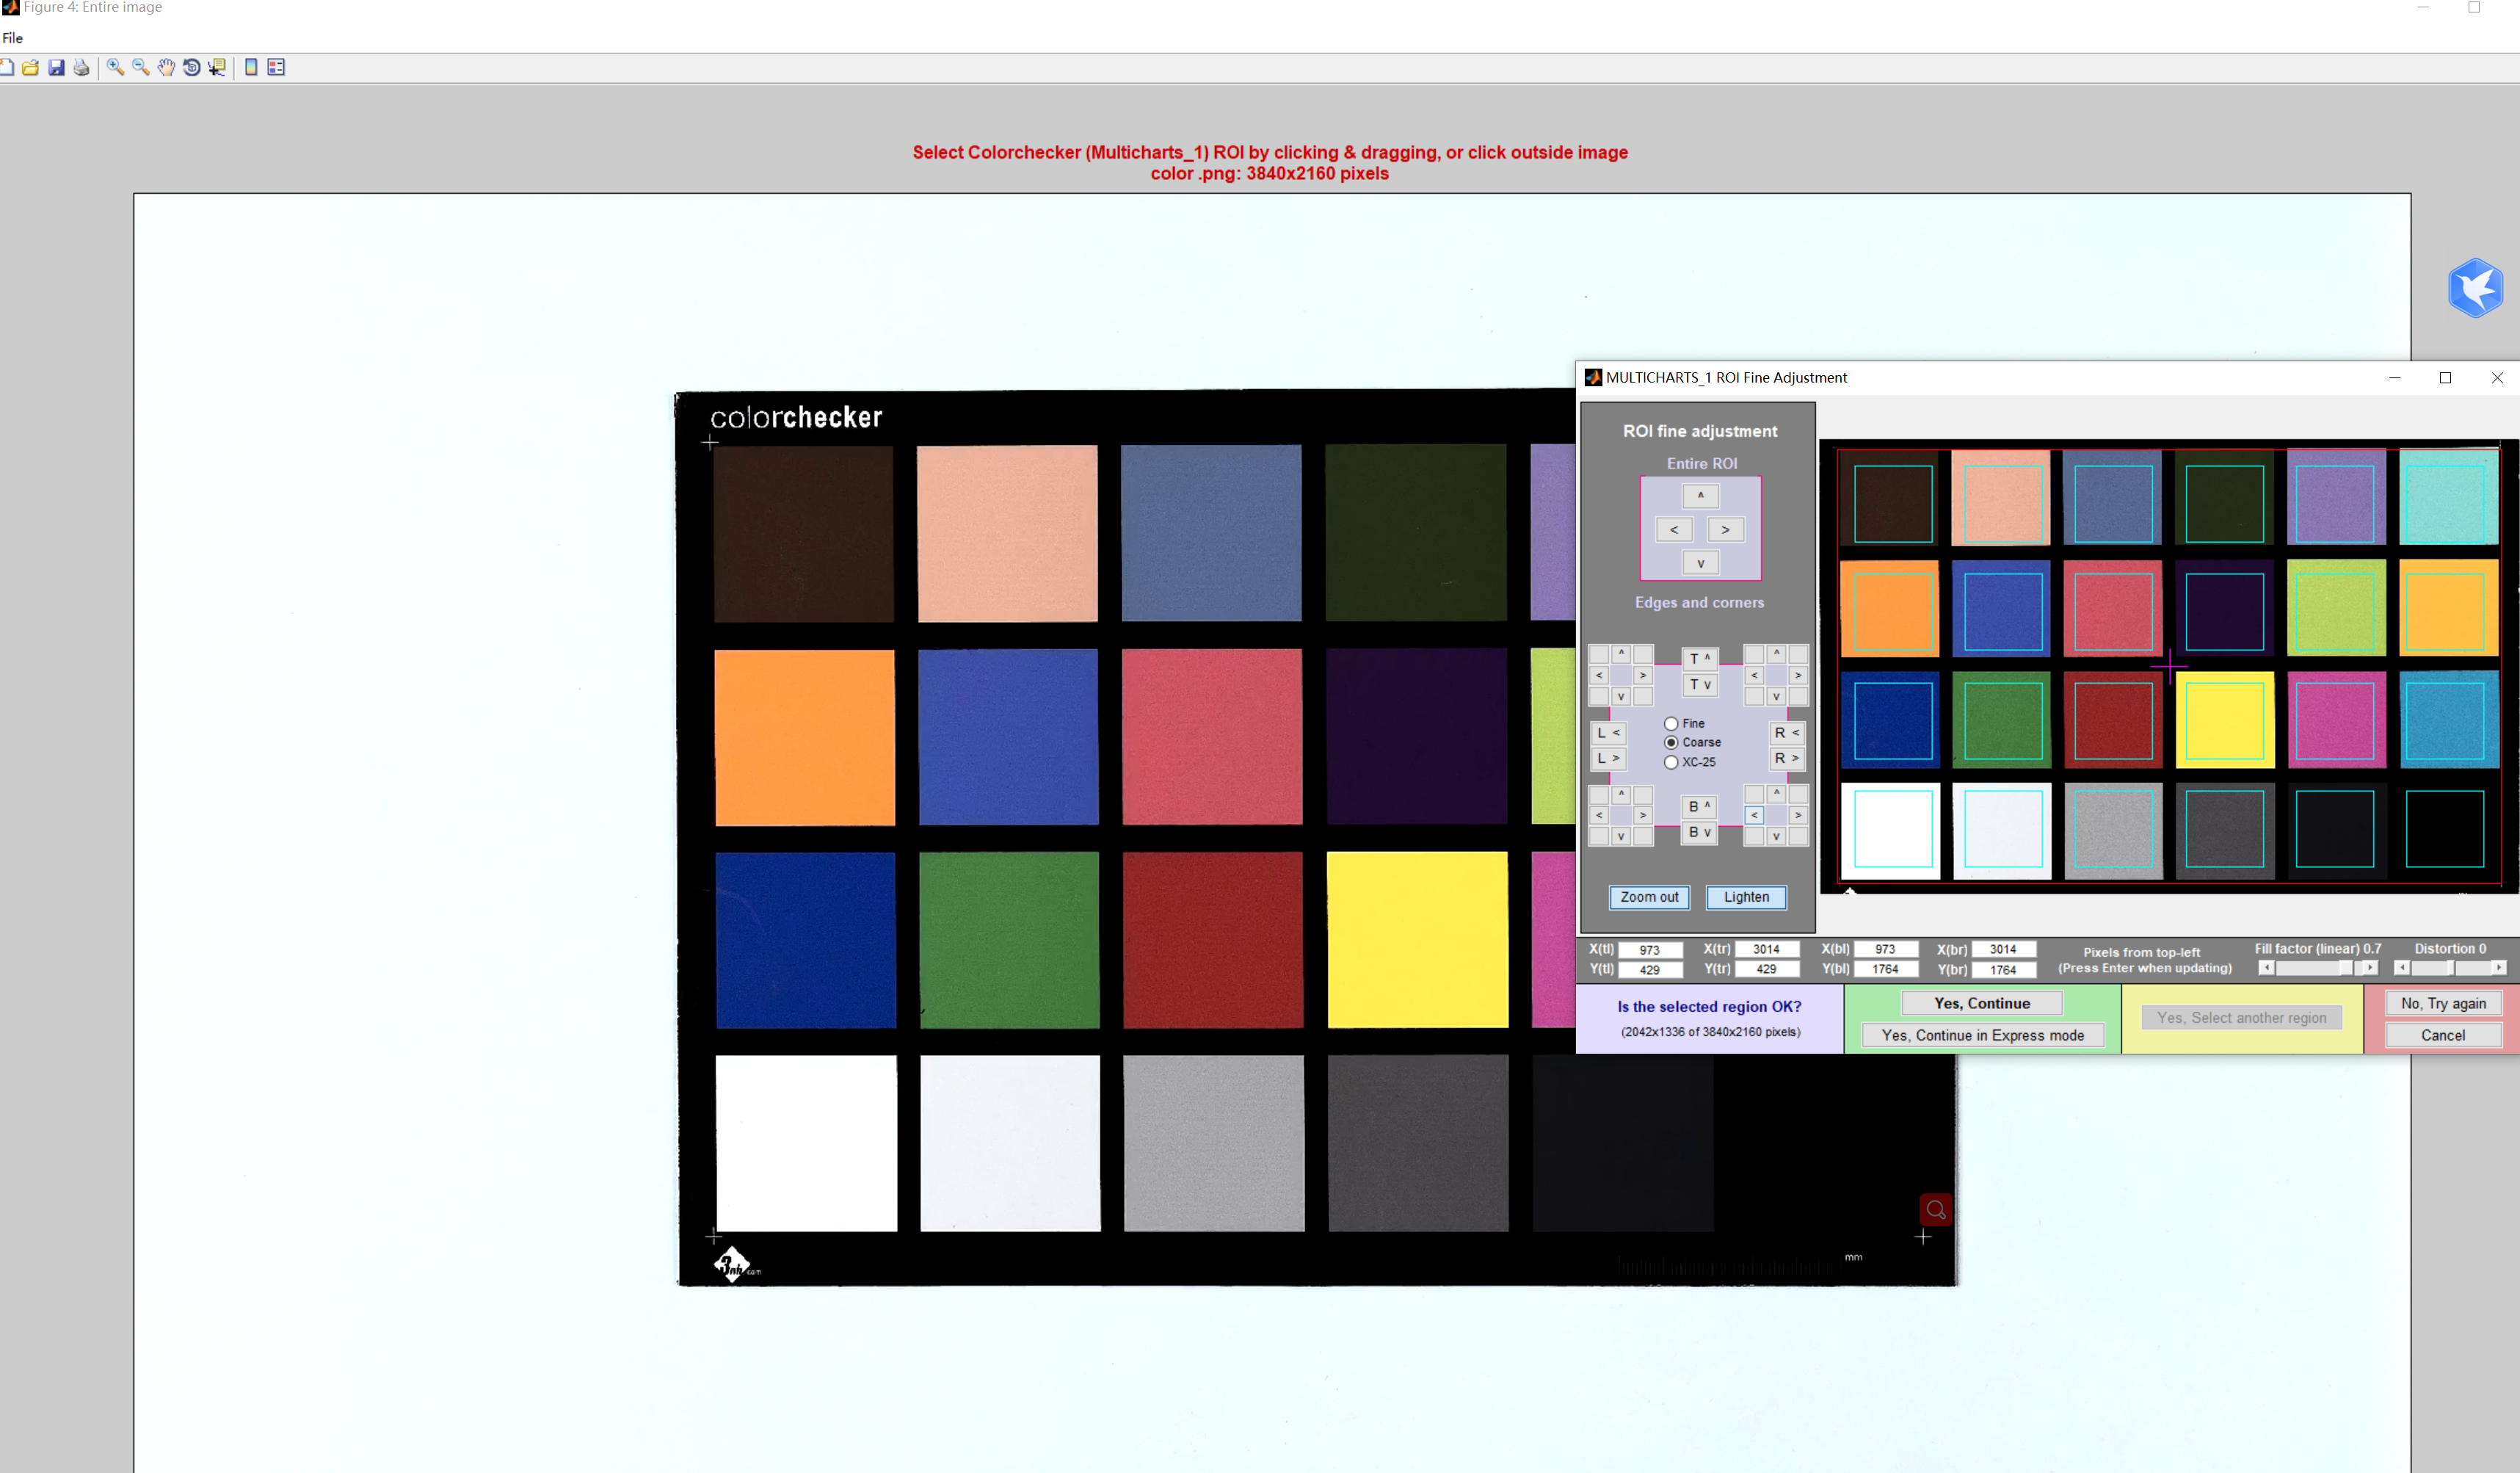 Figure 4: Entire image
File
Select Colorchecker (Multicharts_1) ROI by clicking & dragging, or click outside image
color .png: 3840x2160 pixels
colorchecker
mm
3nh.com
MULTICHARTS_1 ROI Fine Adjustment
ROI fine adjustment
Entire ROI
^
< >
v
Edges and corners
^ T ^ ^
< > T v < >
v v
Fine
L < Coarse R <
L > XC-25 R >
^ B ^ ^
< > B v < >
v v
Zoom out Lighten
X(tl) 973 X(tr) 3014 X(bl) 973 X(br) 3014 Pixels from top-left Fill factor (linear) 0.7 Distortion 0
Y(tl) 429 Y(tr) 429 Y(bl) 1764 Y(br) 1764 (Press Enter when updating)
Is the selected region OK?
(2042x1336 of 3840x2160 pixels)
Yes, Continue
Yes, Continue in Express mode
Yes, Select another region
No, Try again
Cancel